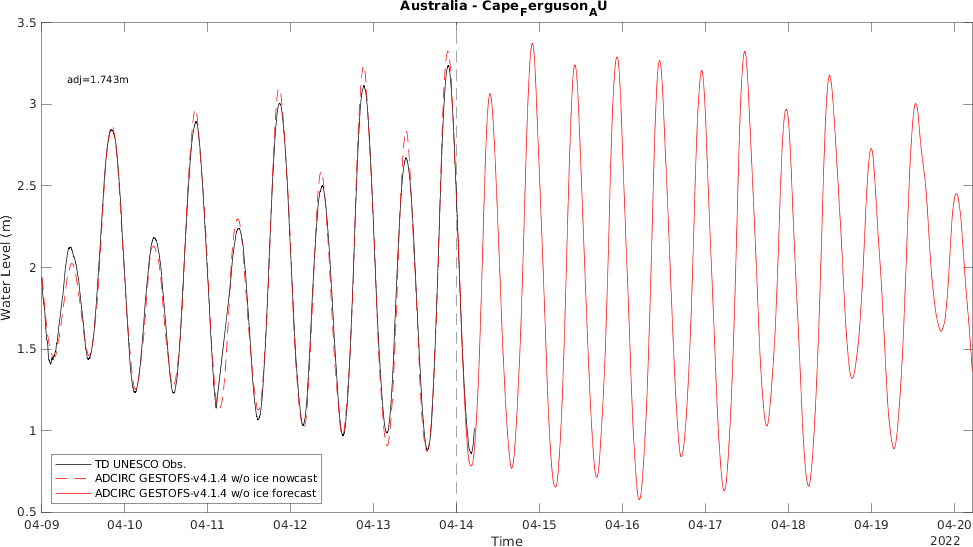 Australia - Cape_Ferguson_AU
3.5
adj=1.743m
3
2.5
2
Water Level (m)
1.5
1
TD UNESCO Obs.
ADCIRC GESTOFS-v4.1.4 w/o ice nowcast
ADCIRC GESTOFS-v4.1.4 w/o ice forecast
0.5
04-09 04-10 04-11 04-12 04-13 04-14 04-15 04-16 04-17 04-18 04-19 04-20
Time
2022